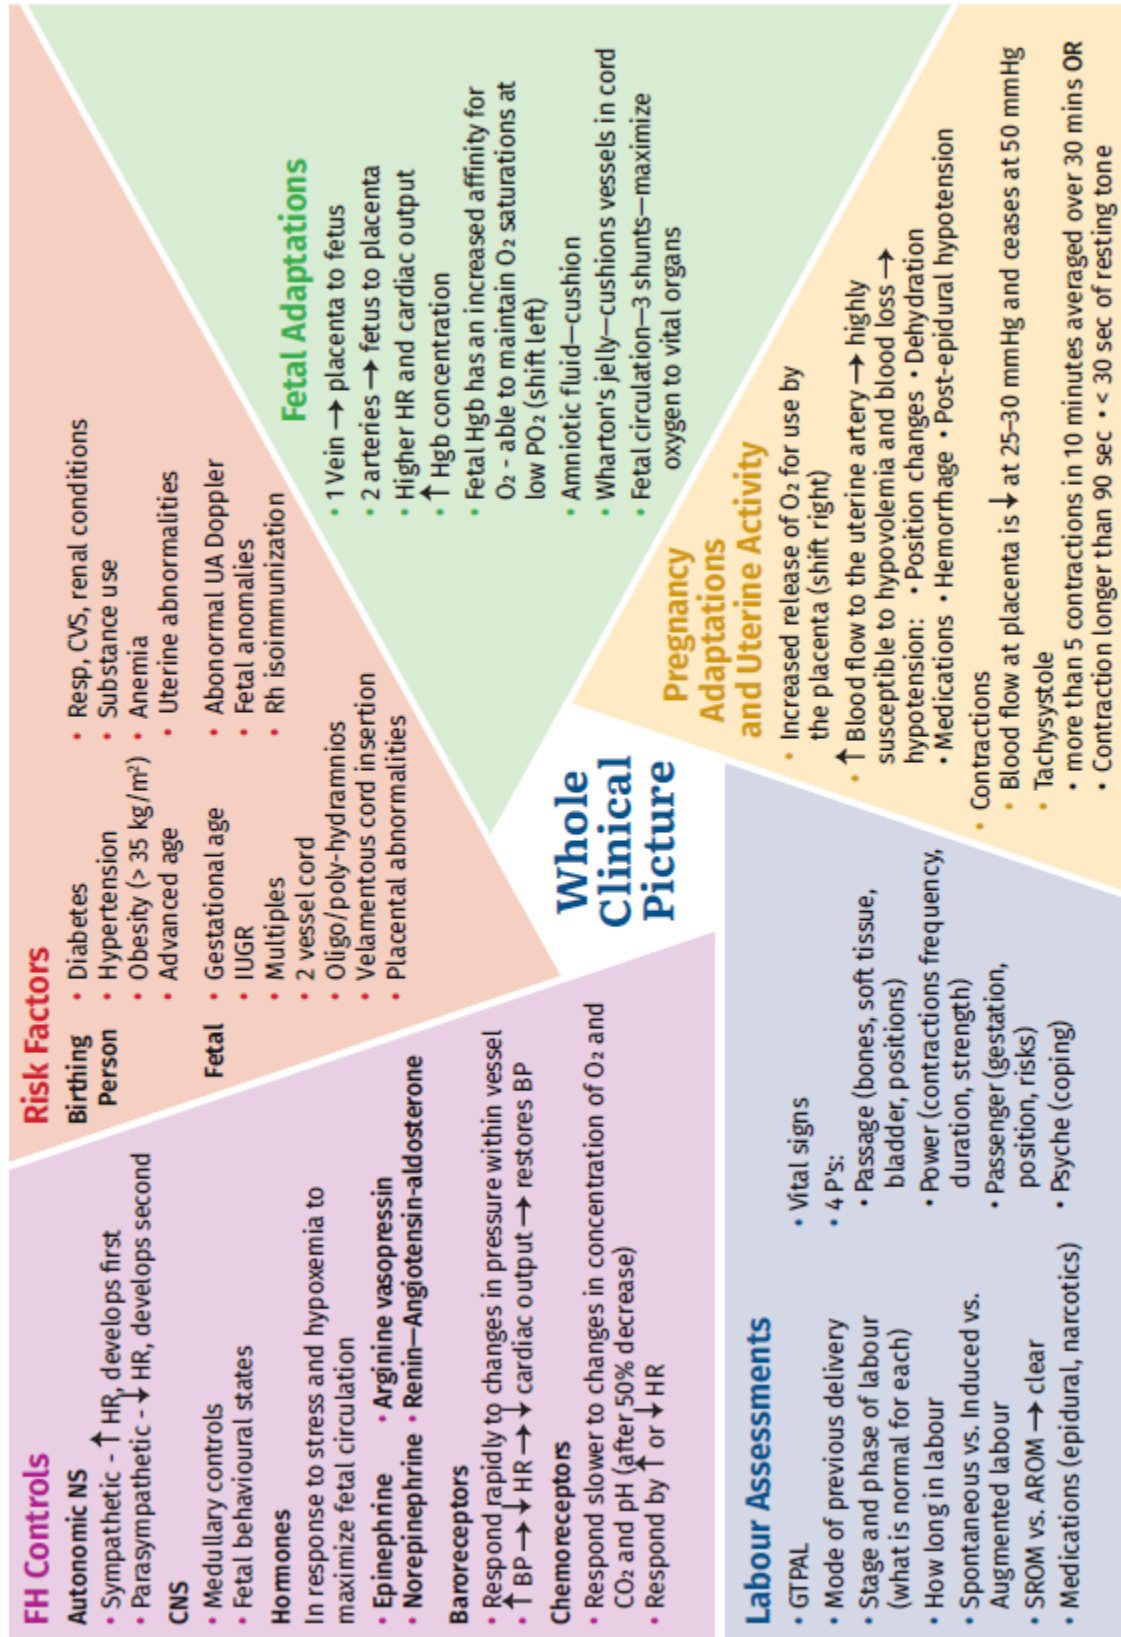 FH Controls
Autonomic NS
• Sympathetic - ↑ HR, develops first
• Parasympathetic - ↓ HR, develops second
CNS
• Medullary controls
• Fetal behavioural states
Hormones
In response to stress and hypoxemia to
maximize fetal circulation
• Epinephrine • Arginine vasopressin
• Norepinephrine • Renin—Angiotensin-aldosterone
Baroreceptors
• Respond rapidly to changes in pressure within vessel
• ↑ BP → ↓ HR → ↓ cardiac output → restores BP
Chemoreceptors
• Respond slower to changes in concentration of O₂ and
CO₂ and pH (after 50% decrease)
• Respond by ↑ or ↓ HR
Risk Factors
Birthing
Person
• Diabetes
• Hypertension
• Obesity (> 35 kg/m²)
• Advanced age
• Resp, CVS, renal conditions
• Substance use
• Anemia
• Uterine abnormalities
Fetal
• Gestational age
• IUGR
• Multiples
• 2 vessel cord
• Oligo/poly-hydramnios
• Velamentous cord insertion
• Placental abnormalities
• Abonormal UA Doppler
• Fetal anomalies
• Rh isoimmunization
Fetal Adaptations
• 1 Vein → placenta to fetus
• 2 arteries → fetus to placenta
• Higher HR and cardiac output
• ↑ Hgb concentration
• Fetal Hgb has an increased affinity for
O₂ - able to maintain O₂ saturations at
low PO₂ (shift left)
• Amniotic fluid—cushion
• Wharton's jelly—cushions vessels in cord
• Fetal circulation—3 shunts—maximize
oxygen to vital organs
Whole
Clinical
Picture
Labour Assessments
• GTPAL
• Mode of previous delivery
• Stage and phase of labour
(what is normal for each)
• How long in labour
• Spontaneous vs. Induced vs.
Augmented labour
• SROM vs. AROM → clear
• Medications (epidural, narcotics)
• Vital signs
• 4 P's:
• Passage (bones, soft tissue,
bladder, positions)
• Power (contractions frequency,
duration, strength)
• Passenger (gestation,
position, risks)
• Psyche (coping)
Pregnancy
Adaptations
and Uterine Activity
• Increased release of O₂ for use by
the placenta (shift right)
• ↑ Blood flow to the uterine artery → highly
susceptible to hypovolemia and blood loss →
hypotension: • Position changes • Dehydration
• Medications • Hemorrhage • Post-epidural hypotension
• Contractions
• Blood flow at placenta is ↓ at 25–30 mmHg and ceases at 50 mmHg
• Tachysystole
• more than 5 contractions in 10 minutes averaged over 30 mins OR
• Contraction longer than 90 sec • < 30 sec of resting tone